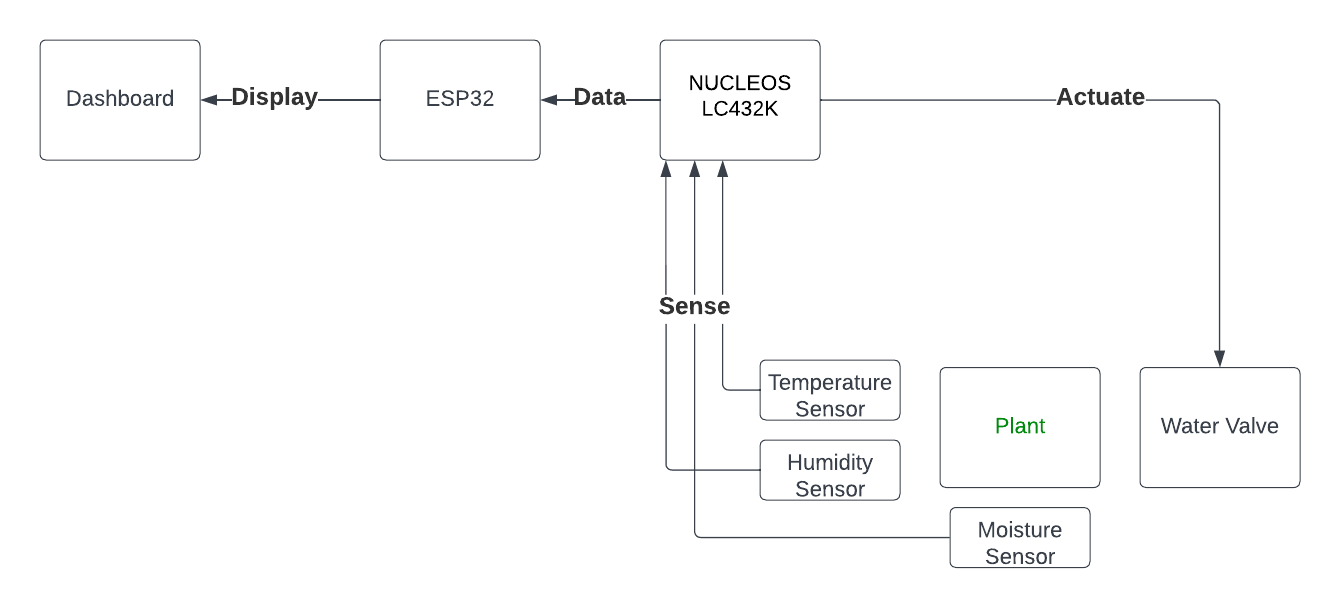 Dashboard
Display
ESP32
Data
NUCLEOS
LC432K
Actuate
Sense
Temperature
Sensor
Humidity
Sensor
Moisture
Sensor
Plant
Water Valve